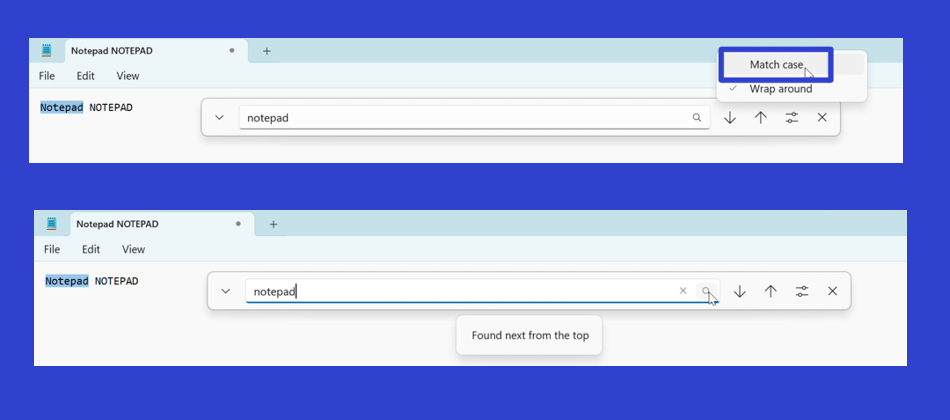 Notepad NOTEPAD
File Edit View
Match case
Wrap around
Notepad NOTEPAD
notepad
Notepad NOTEPAD
File Edit View
Notepad NOTEPAD
notepad
Found next from the top